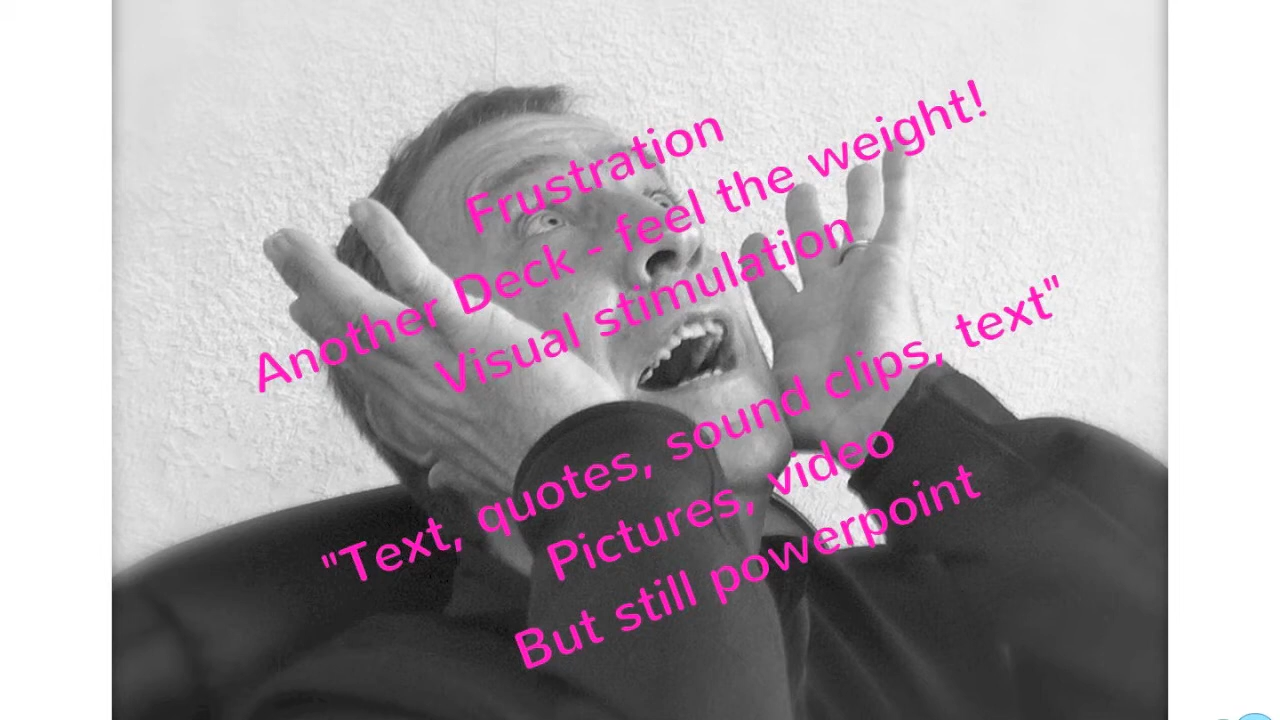 Frustration
Another Deck - feel the weight!
Visual stimulation
"Text, quotes, sound clips, text"
Pictures, video
But still powerpoint